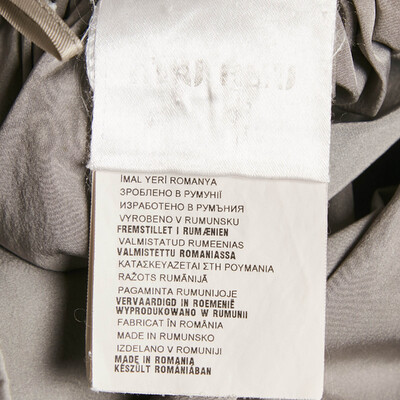 İMAL YERİ ROMANYA
ЗРОБЛЕНО В РУМУНІЇ
ИЗРАБОТЕНО В РУМЪНИЯ
VYROBENO V RUMUNSKU
FREMSTILLET I RUMÆNIEN
VALMISTATUD RUMEENIAS
VALMISTETTU ROMANIASSA
ΚΑΤΑΣΚΕΥΑΖΕΤΑΙ ΣΤΗ ΡΟΥΜΑΝΙΑ
RAŽOTS RUMĀNIJĀ
PAGAMINTA RUMUNIJOJE
VERVAARDIGD IN ROEMENIË
WYPRODUKOWANO W RUMUNII
FABRICAT ÎN ROMÂNIA
MADE IN RUMUNSKO
IZDELANO V ROMUNIJI
MADE IN ROMANIA
KÉSZÜLT ROMÁNIÁBAN